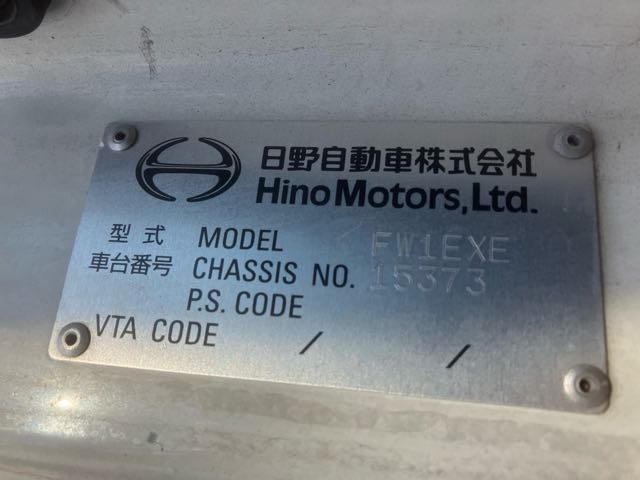 日野自動車株式会社
Hino Motors, Ltd.
型式 MODEL FW1EXE
車台番号 CHASSIS NO. 15373
P.S. CODE
VTA CODE / /